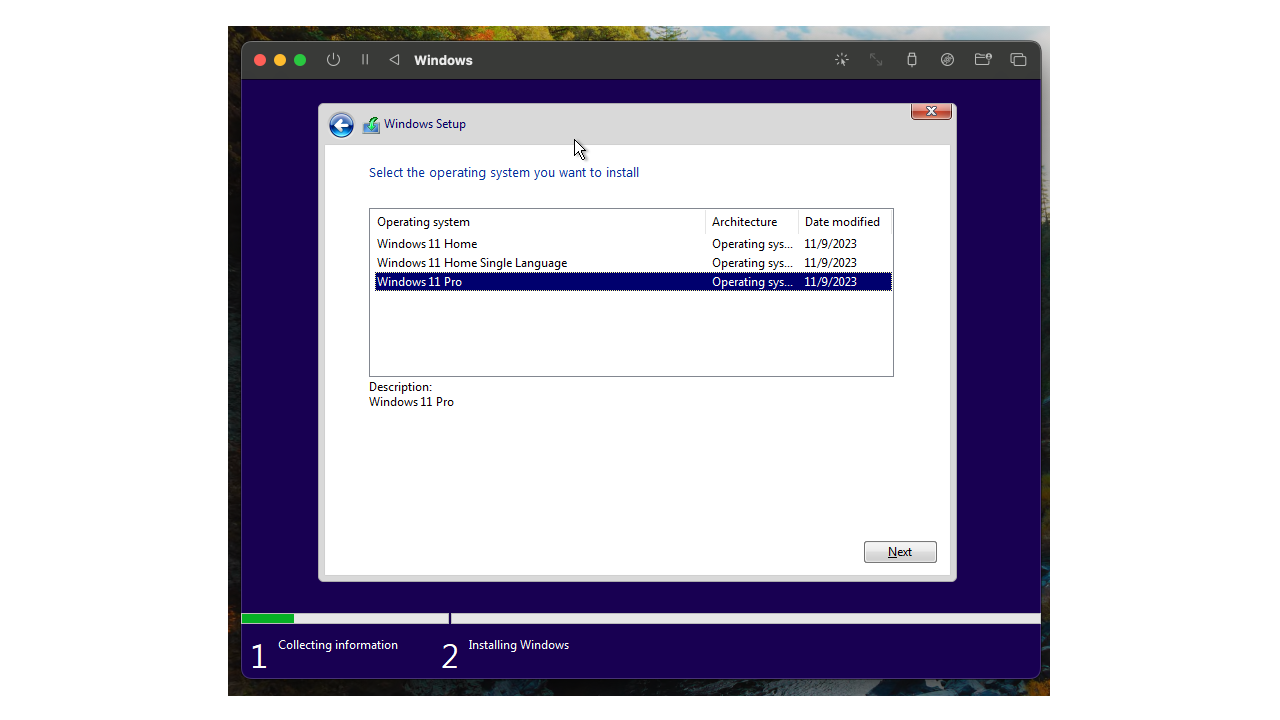 Windows
Windows Setup
Select the operating system you want to install
Operating system Architecture Date modified
Windows 11 Home Operating sys... 11/9/2023
Windows 11 Home Single Language Operating sys... 11/9/2023
Windows 11 Pro Operating sys... 11/9/2023
Description:
Windows 11 Pro
Next
1 Collecting information 2 Installing Windows